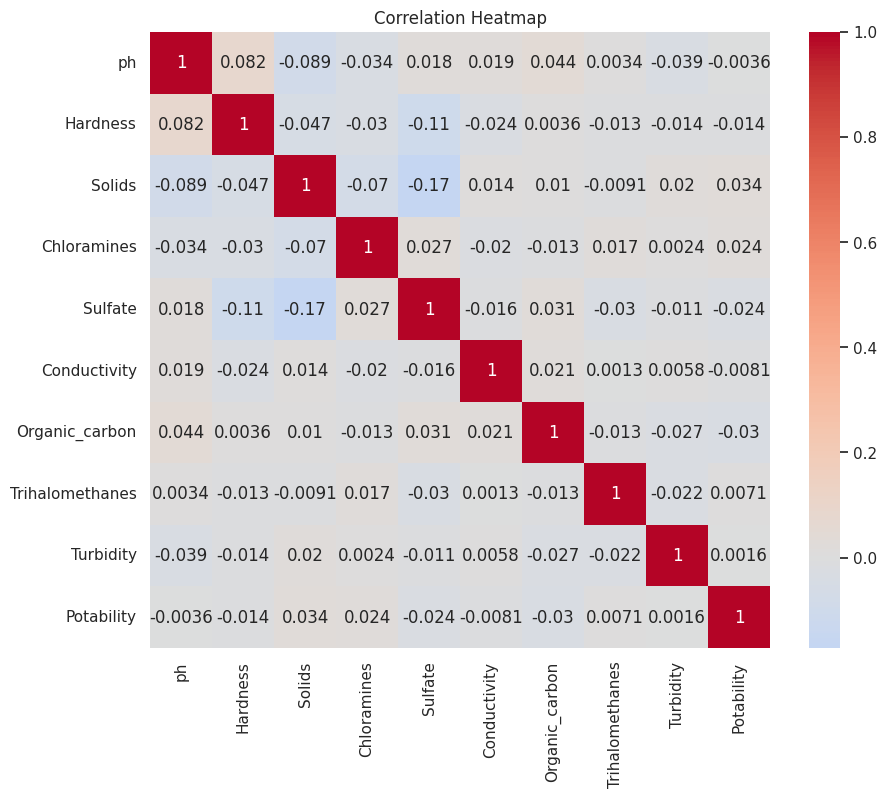 Correlation Heatmap
ph 1 0.082 -0.089 -0.034 0.018 0.019 0.044 0.0034 -0.039 -0.0036
Hardness 0.082 1 -0.047 -0.03 -0.11 -0.024 0.0036 -0.013 -0.014 -0.014
Solids -0.089 -0.047 1 -0.07 -0.17 0.014 0.01 -0.0091 0.02 0.034
Chloramines -0.034 -0.03 -0.07 1 0.027 -0.02 -0.013 0.017 0.0024 0.024
Sulfate 0.018 -0.11 -0.17 0.027 1 -0.016 0.031 -0.03 -0.011 -0.024
Conductivity 0.019 -0.024 0.014 -0.02 -0.016 1 0.021 0.0013 0.0058 -0.0081
Organic_carbon 0.044 0.0036 0.01 -0.013 0.031 0.021 1 -0.013 -0.027 -0.03
Trihalomethanes 0.0034 -0.013 -0.0091 0.017 -0.03 0.0013 -0.013 1 -0.022 0.0071
Turbidity -0.039 -0.014 0.02 0.0024 -0.011 0.0058 -0.027 -0.022 1 0.0016
Potability -0.0036 -0.014 0.034 0.024 -0.024 -0.0081 -0.03 0.0071 0.0016 1
ph Hardness Solids Chloramines Sulfate Conductivity Organic_carbon Trihalomethanes Turbidity Potability
1.0
0.8
0.6
0.4
0.2
0.0